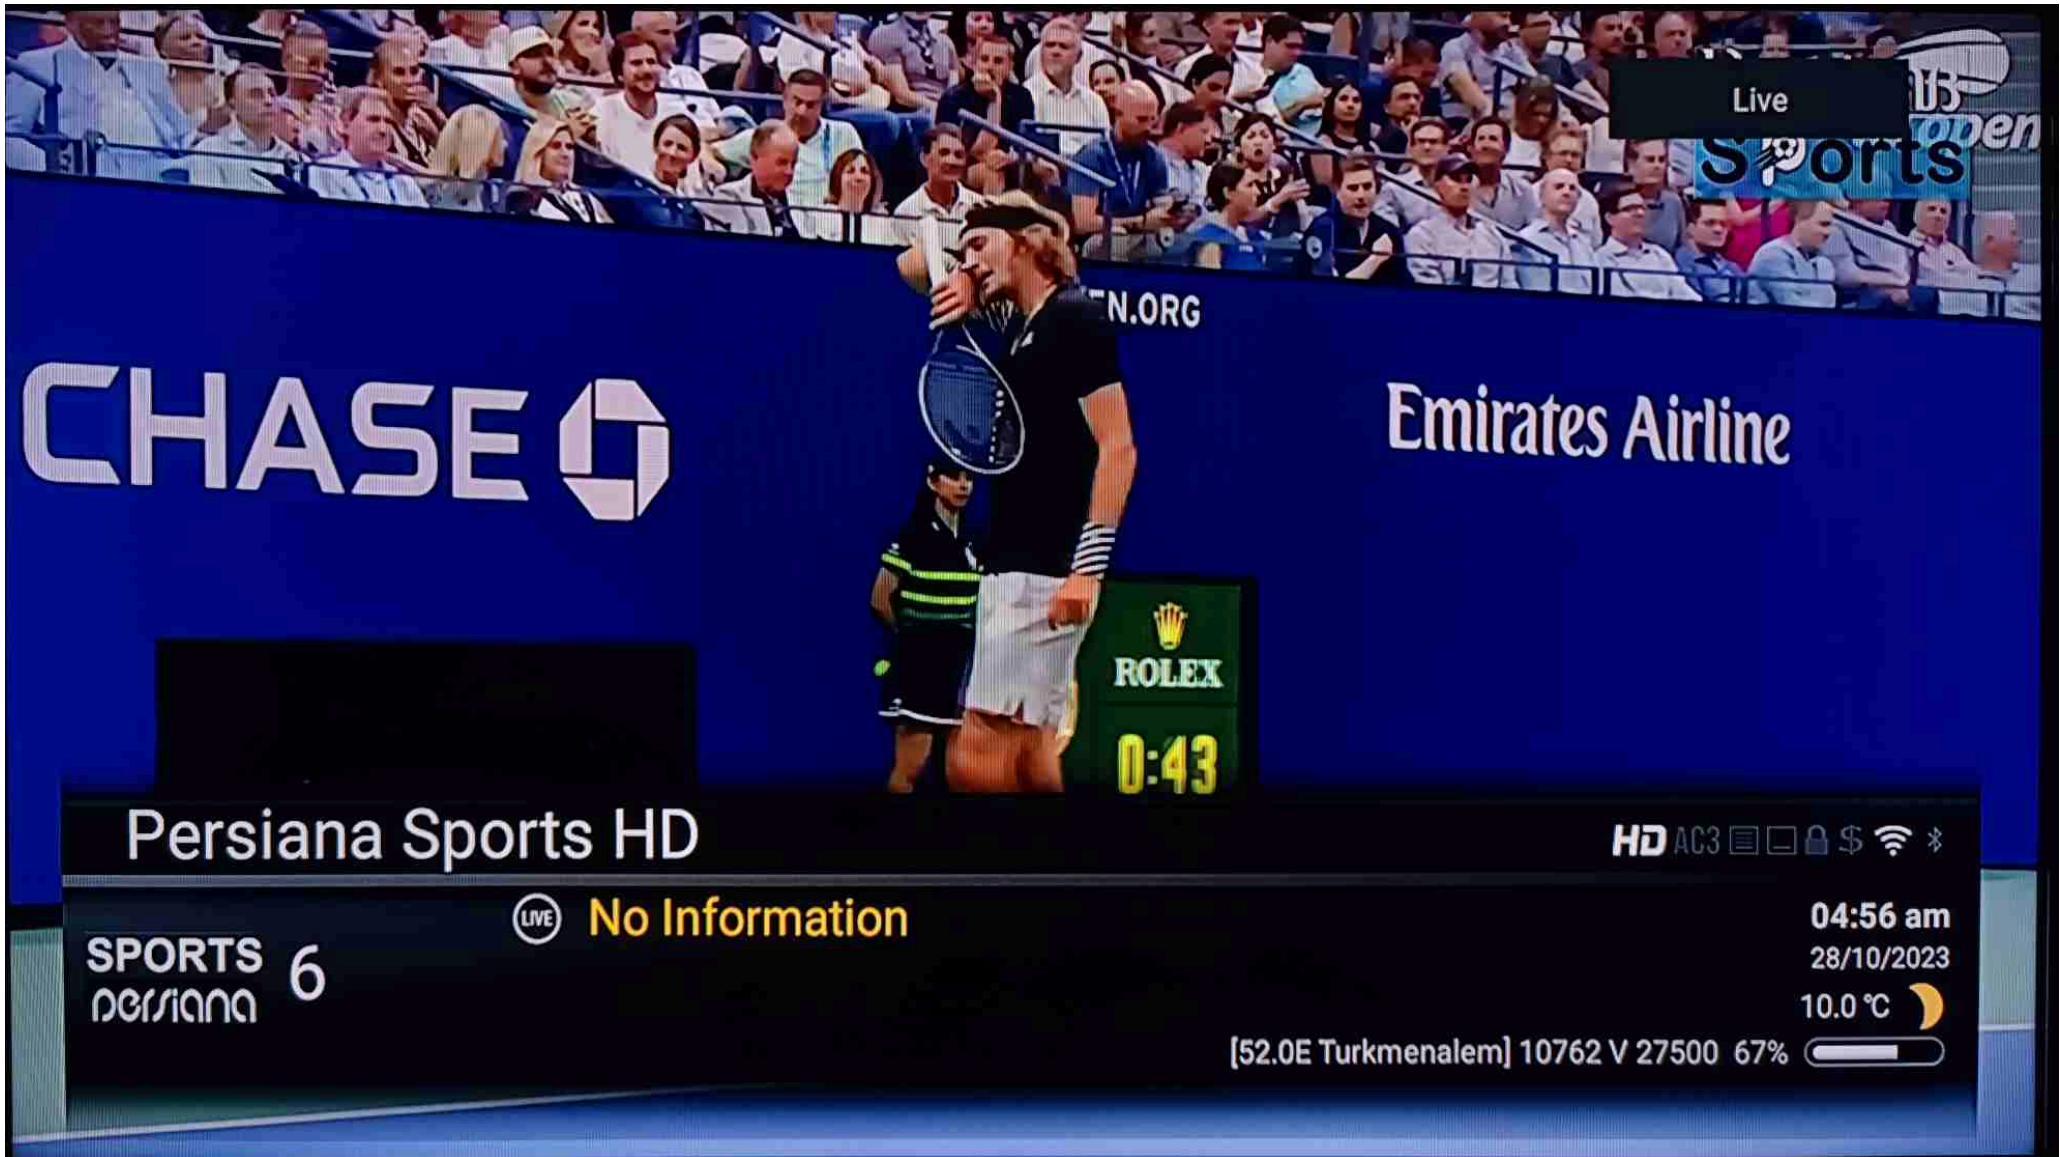 Live
Sports
open
N.ORG
CHASE
Emirates Airline
ROLEX
0:43
Persiana Sports HD
HD AC3 $
LIVE No Information
SPORTS
persiana
6
04:56 am
28/10/2023
10.0 °C
[52.0E Turkmenalem] 10762 V 27500 67%